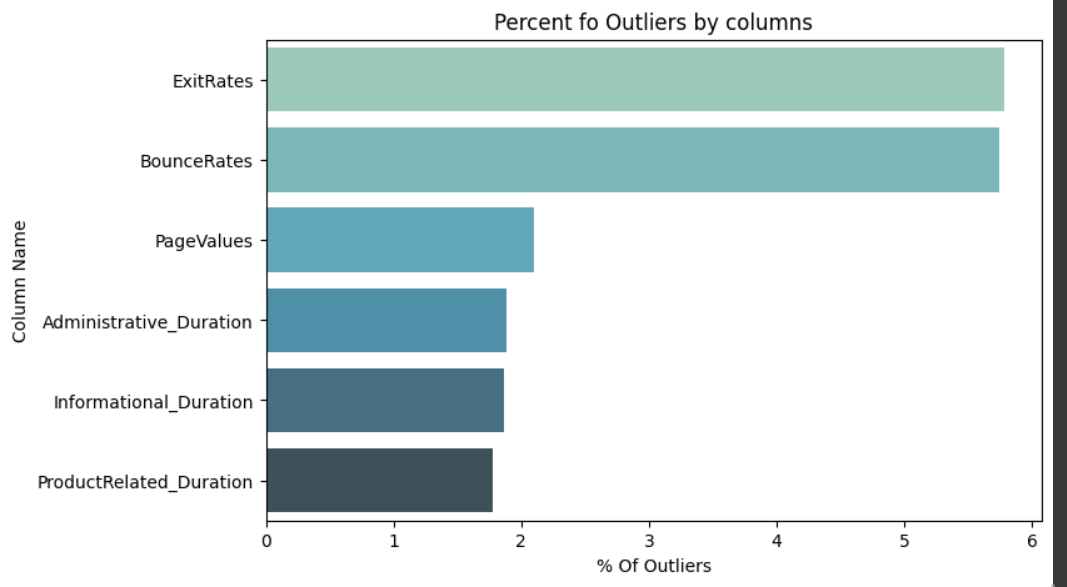 Percent fo Outliers by columns
ExitRates
BounceRates
PageValues
Administrative_Duration
Informational_Duration
ProductRelated_Duration
Column Name
0 1 2 3 4 5 6
% Of Outliers